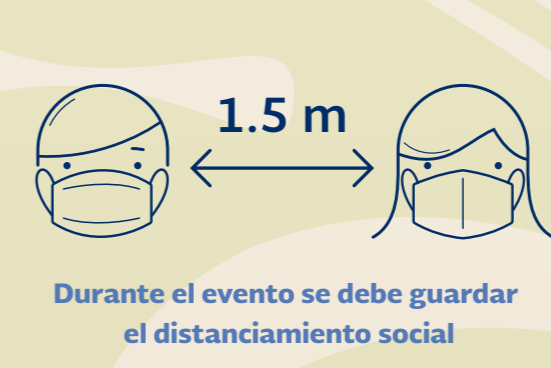 1.5 m
Durante el evento se debe guardar
el distanciamiento social